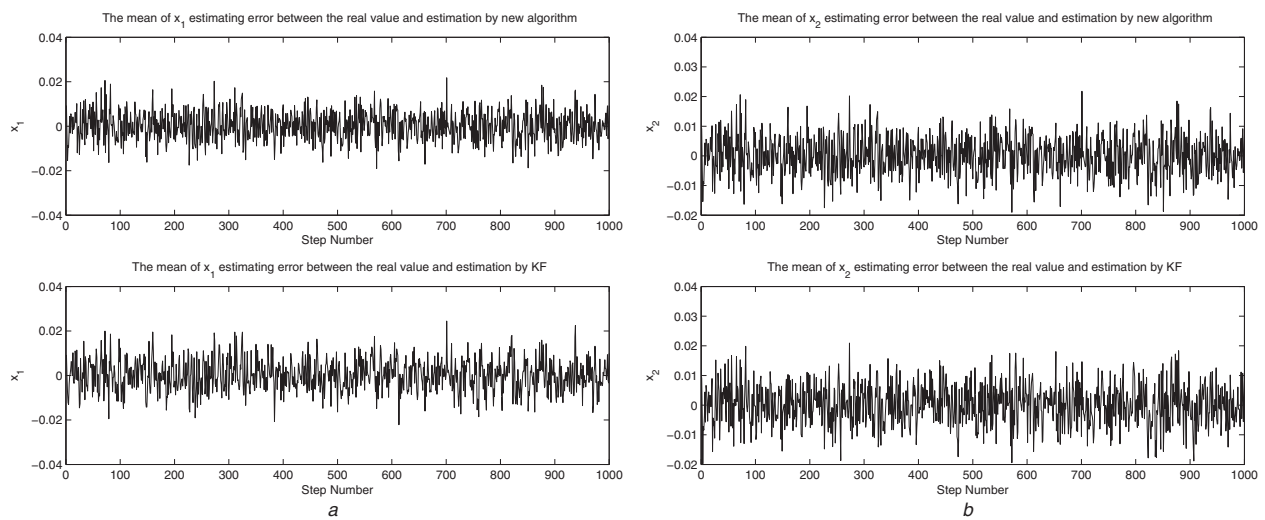 The mean of x₁ estimating error between the real value and estimation by new algorithm
0.04
0.02
0
−0.02
−0.04
x₁
0 100 200 300 400 500 600 700 800 900 1000
Step Number
The mean of x₁ estimating error between the real value and estimation by KF
0.04
0.02
0
−0.02
−0.04
x₁
0 100 200 300 400 500 600 700 800 900 1000
Step Number
a
The mean of x₂ estimating error between the real value and estimation by new algorithm
0.04
0.03
0.02
0.01
0
−0.01
−0.02
x₂
0 100 200 300 400 500 600 700 800 900 1000
Step Number
The mean of x₂ estimating error between the real value and estimation by KF
0.04
0.03
0.02
0.01
0
−0.01
−0.02
x₂
0 100 200 300 400 500 600 700 800 900 1000
Step Number
b